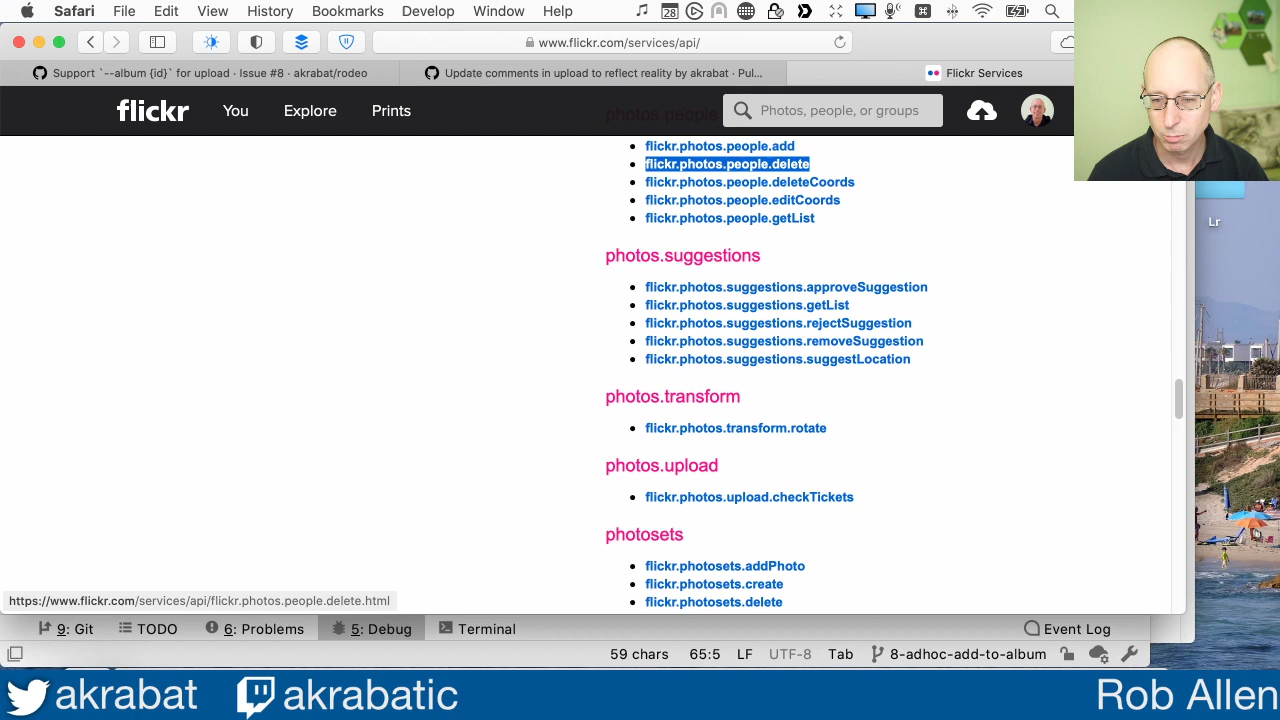 Safari File Edit View History Bookmarks Develop Window Help
28
www.flickr.com/services/api/
Support `--album {id}` for upload · Issue #8 · akrabat/rodeo
Update comments in upload to reflect reality by akrabat · Pul...
Flickr Services
flickr You Explore Prints
Photos, people, or groups
photos.people
flickr.photos.people.add
flickr.photos.people.delete
flickr.photos.people.deleteCoords
flickr.photos.people.editCoords
flickr.photos.people.getList
Lr
photos.suggestions
flickr.photos.suggestions.approveSuggestion
flickr.photos.suggestions.getList
flickr.photos.suggestions.rejectSuggestion
flickr.photos.suggestions.removeSuggestion
flickr.photos.suggestions.suggestLocation
photos.transform
flickr.photos.transform.rotate
photos.upload
flickr.photos.upload.checkTickets
photosets
flickr.photosets.addPhoto
flickr.photosets.create
flickr.photosets.delete
https://www.flickr.com/services/api/flickr.photos.people.delete.html
9: Git TODO 6: Problems 5: Debug Terminal Event Log
59 chars 65:5 LF UTF-8 Tab 8-adhoc-add-to-album
akrabat akrabatic Rob Allen